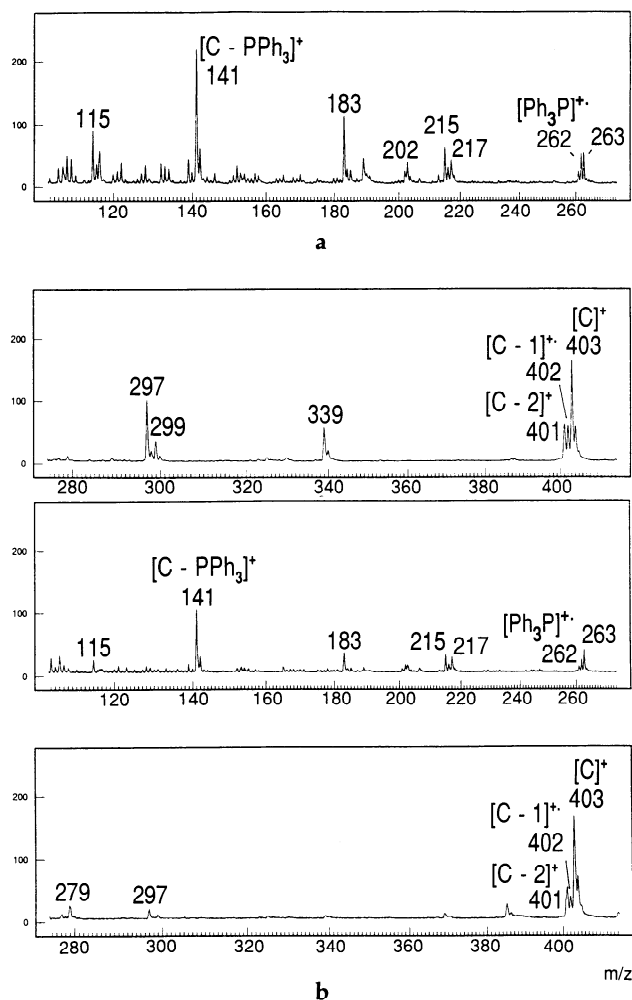 [C - PPh3]+
141
115
183
202
215
217
[Ph3P]+·
262
263
200
100
0
120 140 160 180 200 220 240 260
a
[C]+
[C - 1]+· 403
402
[C - 2]+
401
297
299
339
200
100
0
280 300 320 340 360 380 400
[C - PPh3]+
141
115
183
215
217
[Ph3P]+·
262
263
200
100
0
120 140 160 180 200 220 240 260
[C]+
[C - 1]+· 403
402
[C - 2]+
401
279
297
200
100
0
280 300 320 340 360 380 400
m/z
b